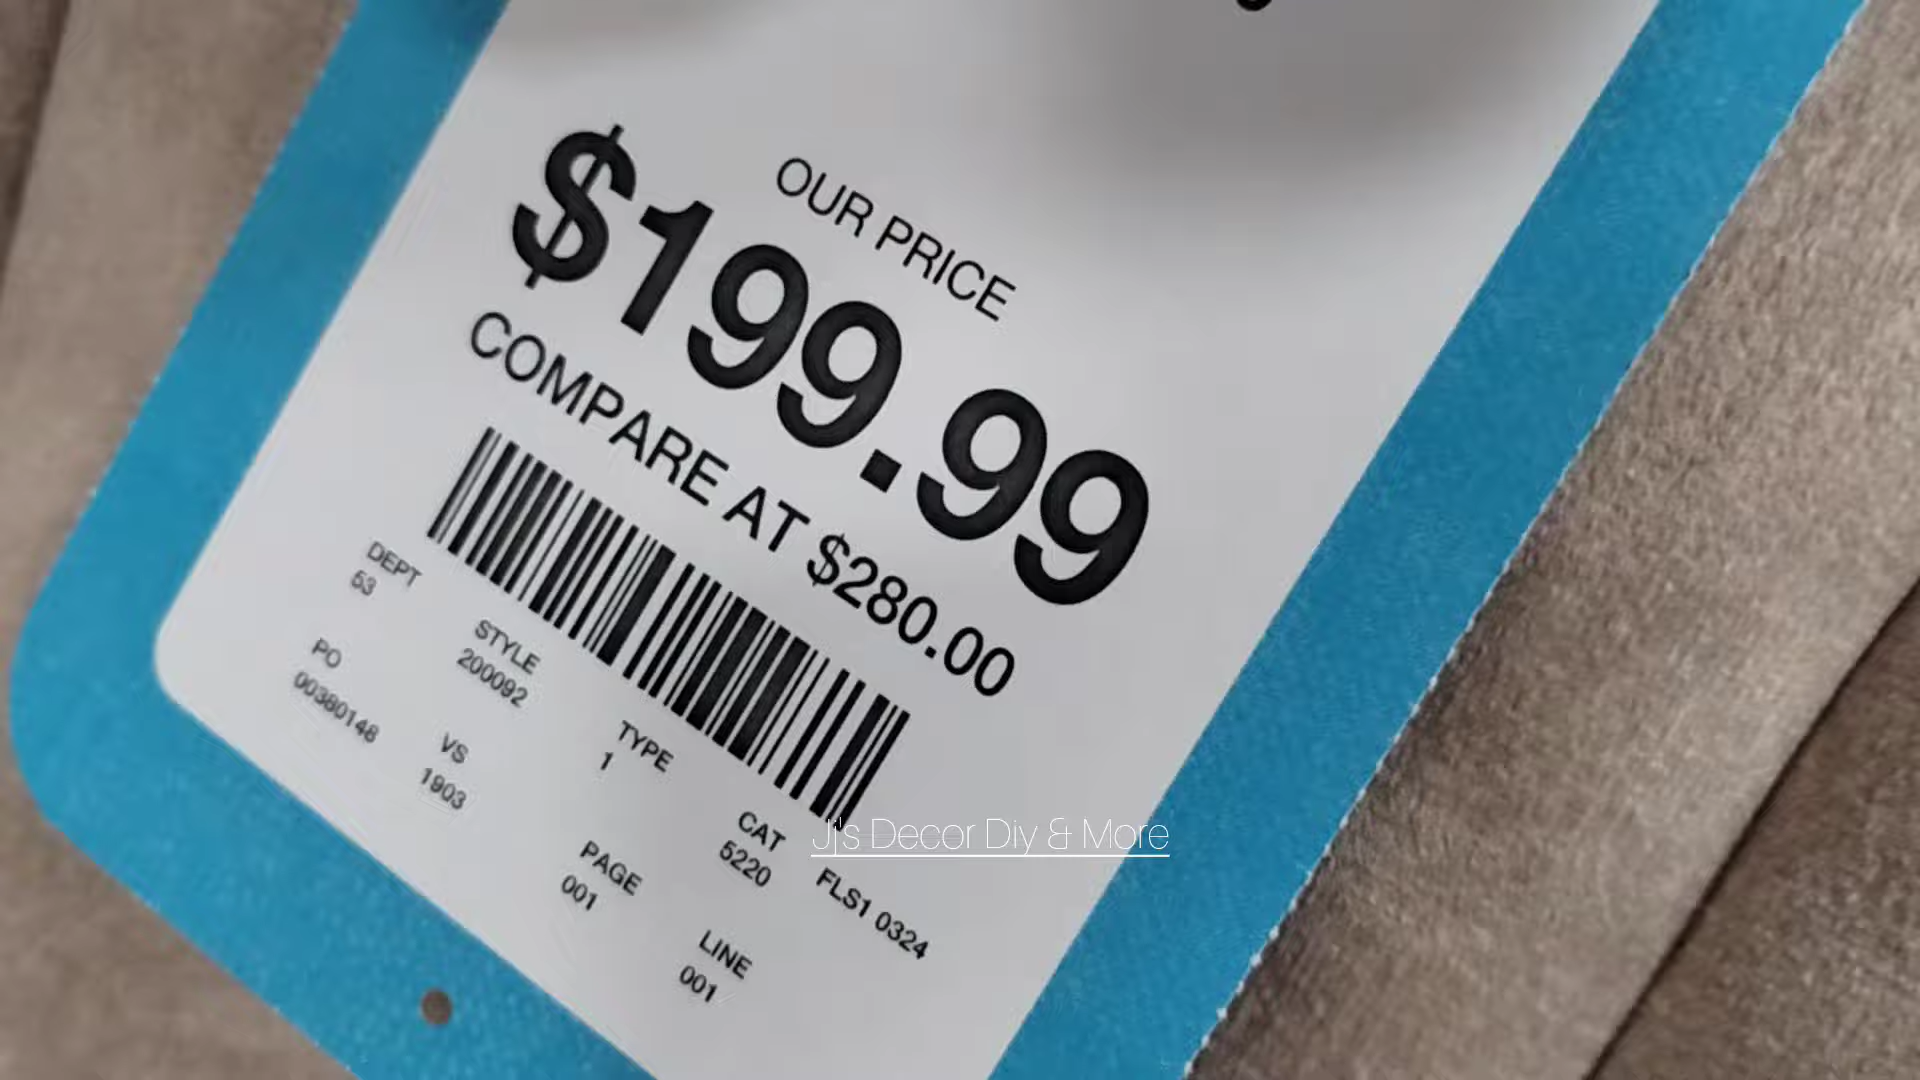 OUR PRICE
$199.99
COMPARE AT $280.00
DEPT
53
STYLE
200092
TYPE
1
CAT
5220
FLS1 0324
PO
00380148
VS
1903
PAGE
001
LINE
001
Jj's Decor Diy & More